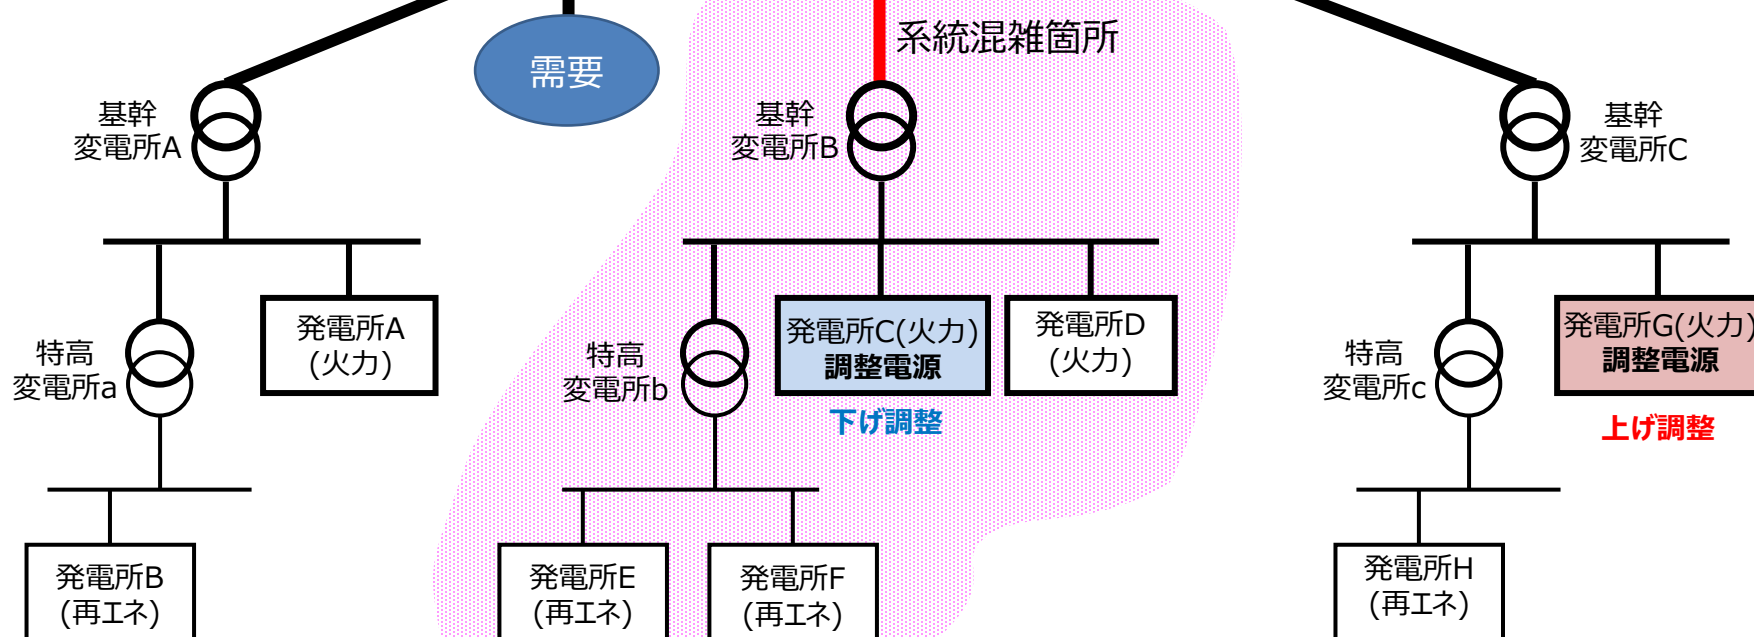 系統混雑箇所
需要
基幹
変電所A
基幹
変電所B
基幹
変電所C
発電所A
(火力)
発電所C(火力)
調整電源
発電所D
(火力)
発電所G(火力)
調整電源
特高
変電所a
特高
変電所b
特高
変電所c
下げ調整
上げ調整
発電所B
(再エネ)
発電所E
(再エネ)
発電所F
(再エネ)
発電所H
(再エネ)